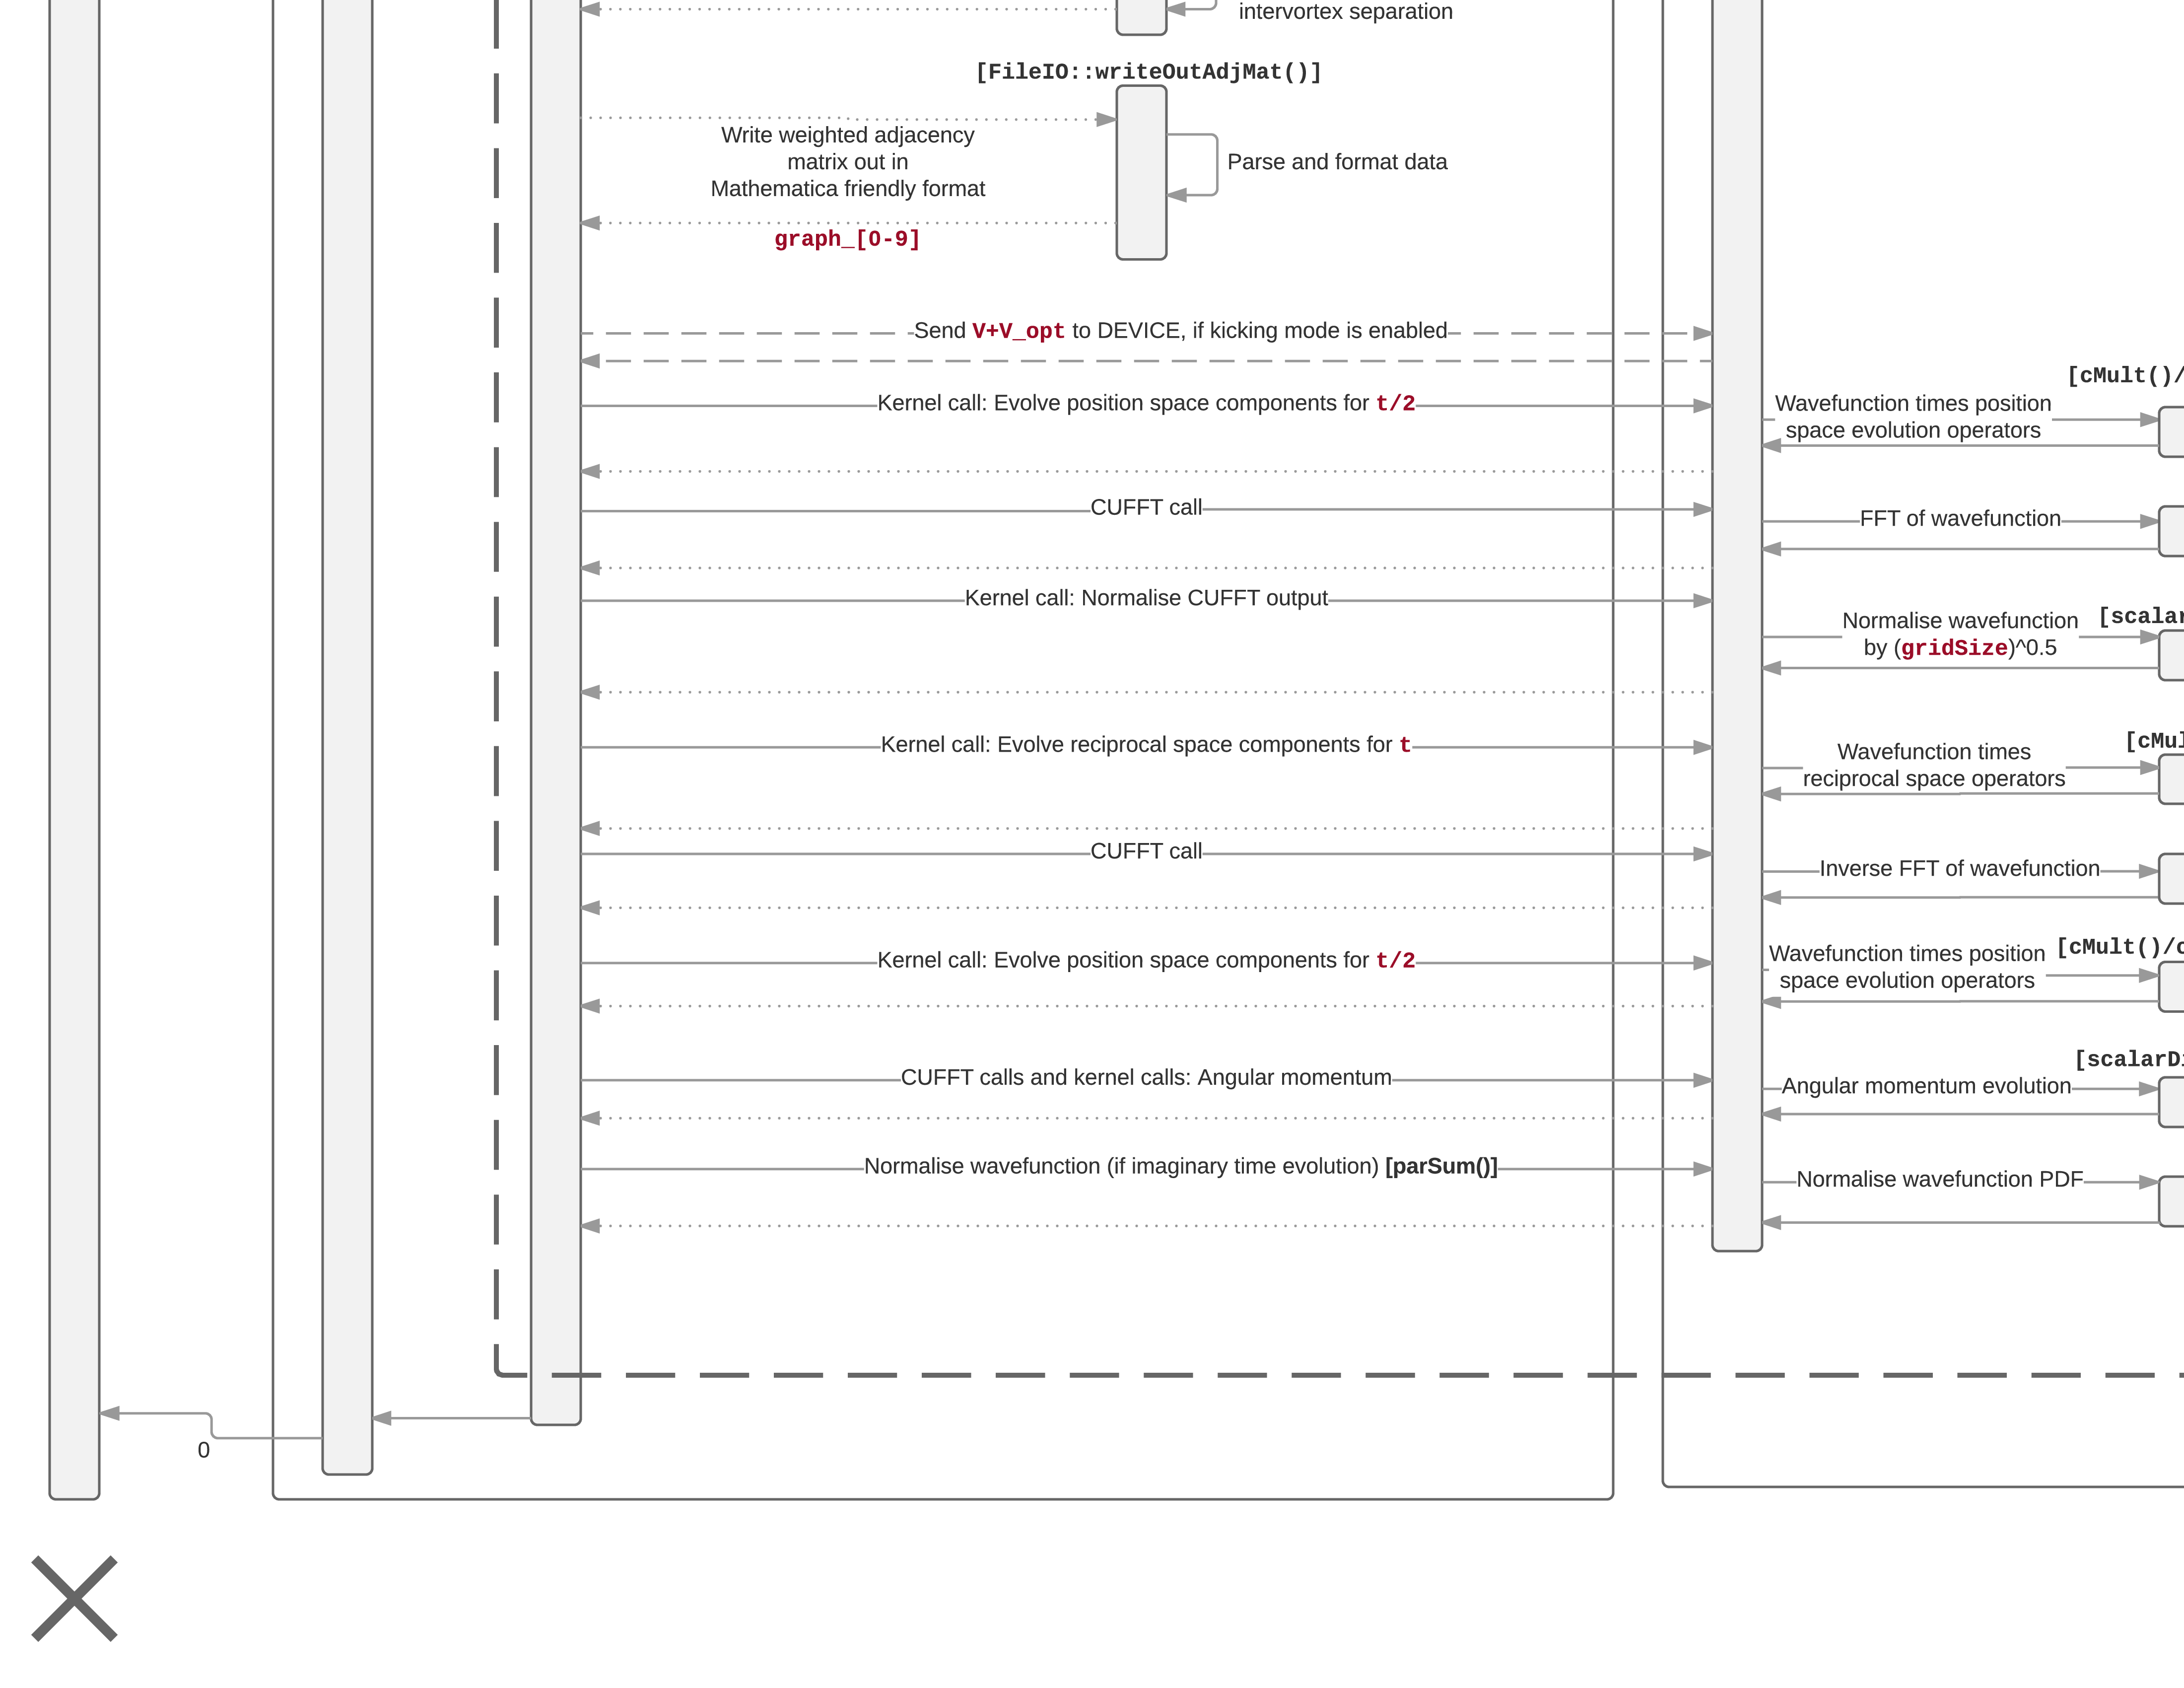 intervortex separation
[FileIO::writeOutAdjMat()]
Write weighted adjacency
matrix out in
Mathematica friendly format
Parse and format data
graph_[0-9]
Send V+V_opt to DEVICE, if kicking mode is enabled
[cMult()/
Kernel call: Evolve position space components for t/2
Wavefunction times position
space evolution operators
CUFFT call
FFT of wavefunction
Kernel call: Normalise CUFFT output
Normalise wavefunction
by (gridSize)^0.5
[scalar
Kernel call: Evolve reciprocal space components for t
[cMul
Wavefunction times
reciprocal space operators
CUFFT call
Inverse FFT of wavefunction
Kernel call: Evolve position space components for t/2
Wavefunction times position
space evolution operators
[cMult()/c
[scalarDi
CUFFT calls and kernel calls: Angular momentum
Angular momentum evolution
Normalise wavefunction (if imaginary time evolution) [parSum()]
Normalise wavefunction PDF
0